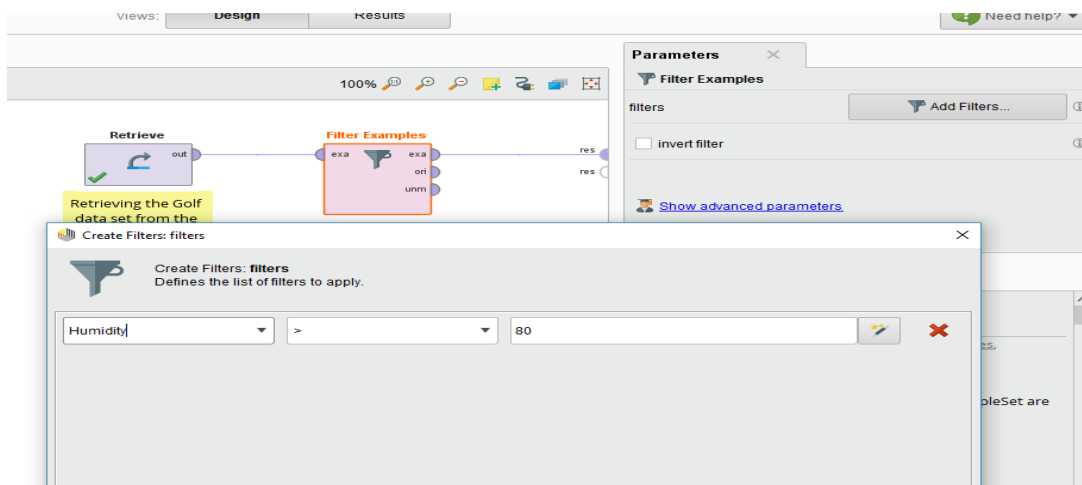 Views: Design Results Need help?
Parameters
Filter Examples
100%
filters Add Filters...
invert filter
Show advanced parameters
Retrieve
out
Filter Examples
exa exa
ori
unm
res
res
Retrieving the Golf
data set from the
Create Filters: filters
Create Filters: filters
Defines the list of filters to apply.
Humidity > 80
es,
pleSet are